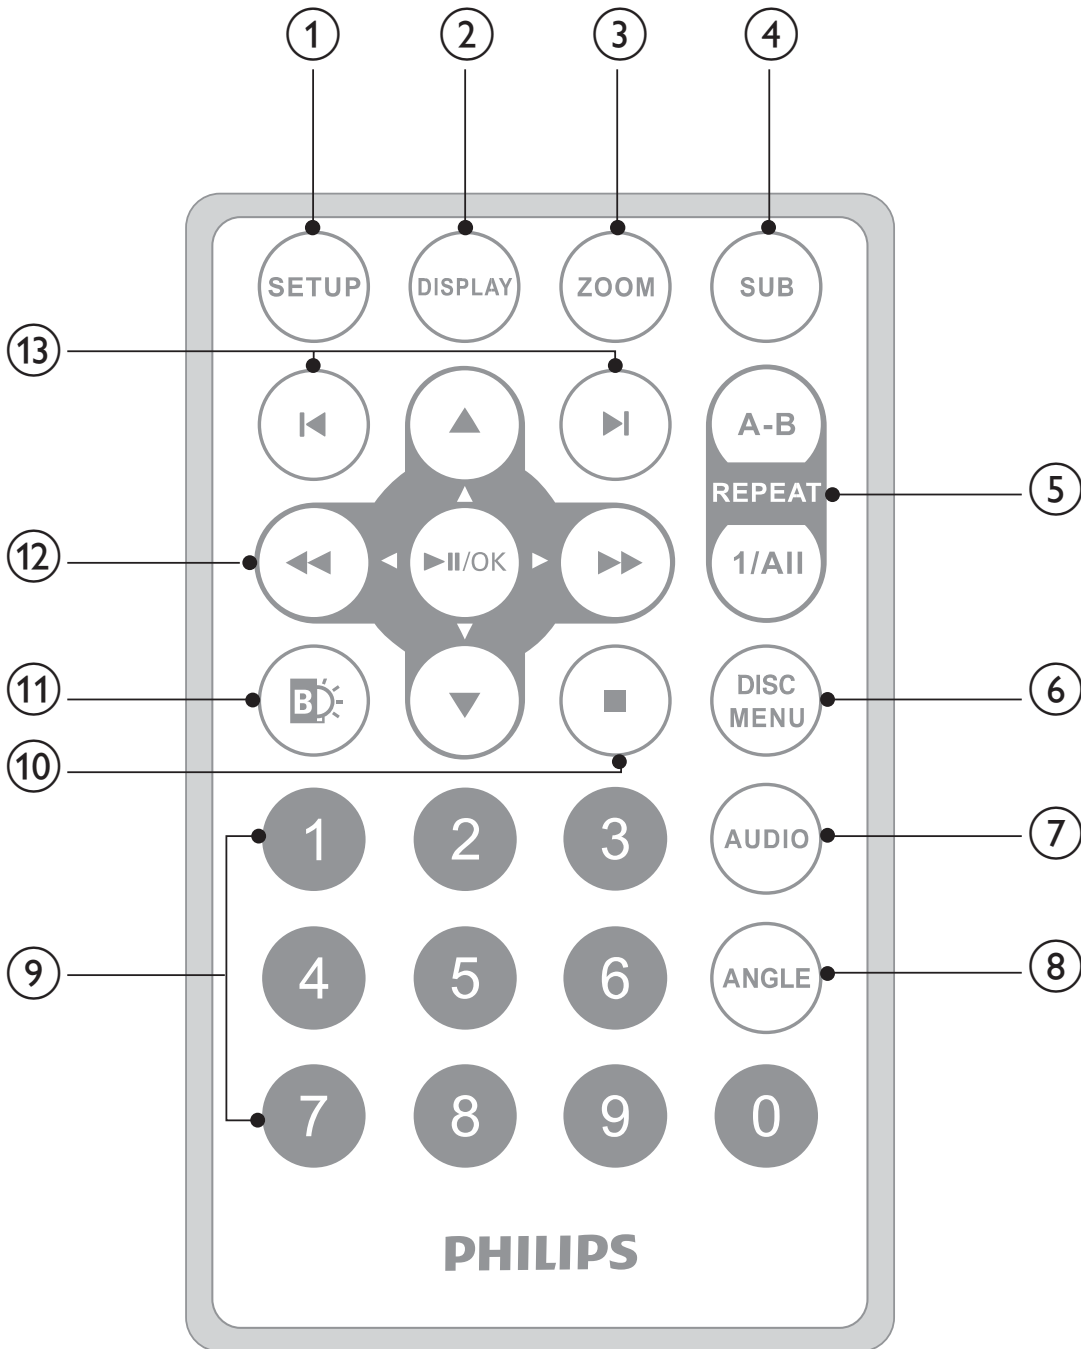 1 2 3 4
SETUP DISPLAY ZOOM SUB
13
A-B
REPEAT
1/All
5
12
/OK
11
B
DISC
MENU
6
10
1 2 3
AUDIO
7
9
4 5 6
ANGLE
8
7 8 9 0
PHILIPS